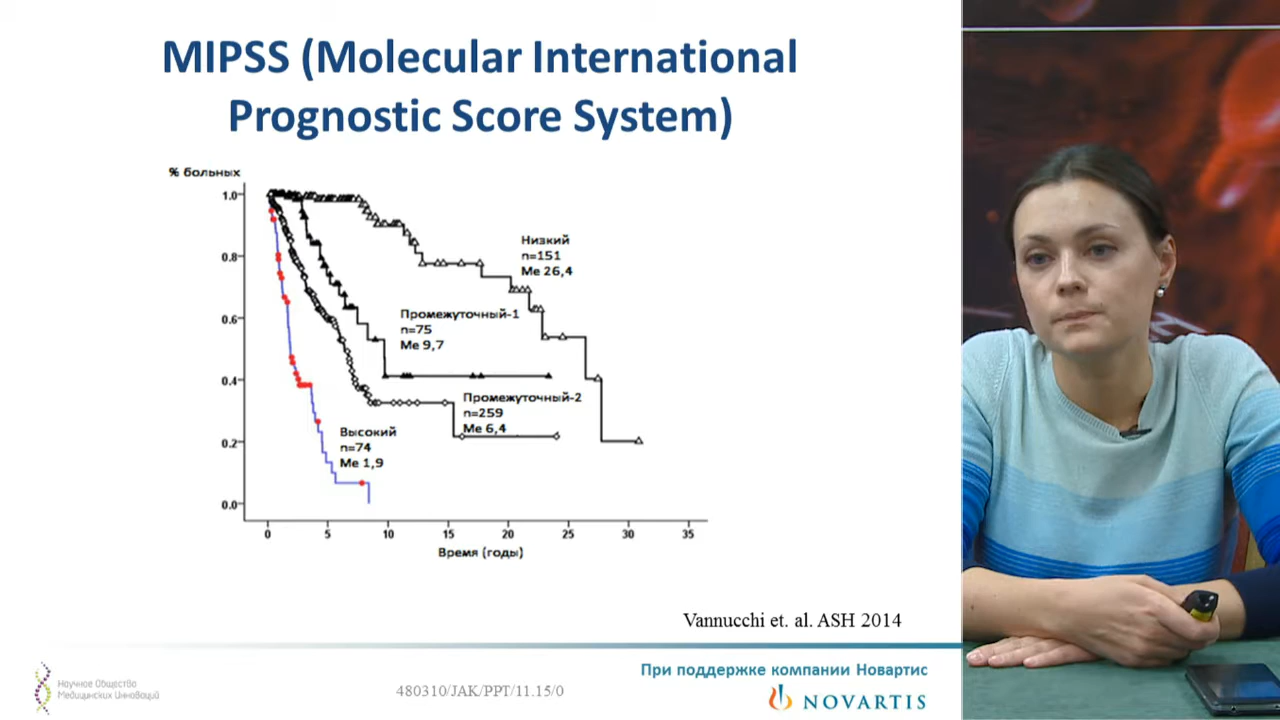 MIPSS (Molecular International
Prognostic Score System)
% больных
1.0
0.8
0.6
0.4
0.2
0.0
Низкий
n=151
Me 26,4
Промежуточный-1
n=75
Me 9,7
Промежуточный-2
n=259
Me 6,4
Высокий
n=74
Me 1,9
0 5 10 15 20 25 30 35
Время (годы)
Vannucchi et. al. ASH 2014
При поддержке компании Новартис
Научное Общество
Медицинских Инноваций
480310/JAK/PPT/11.15/0
NOVARTIS